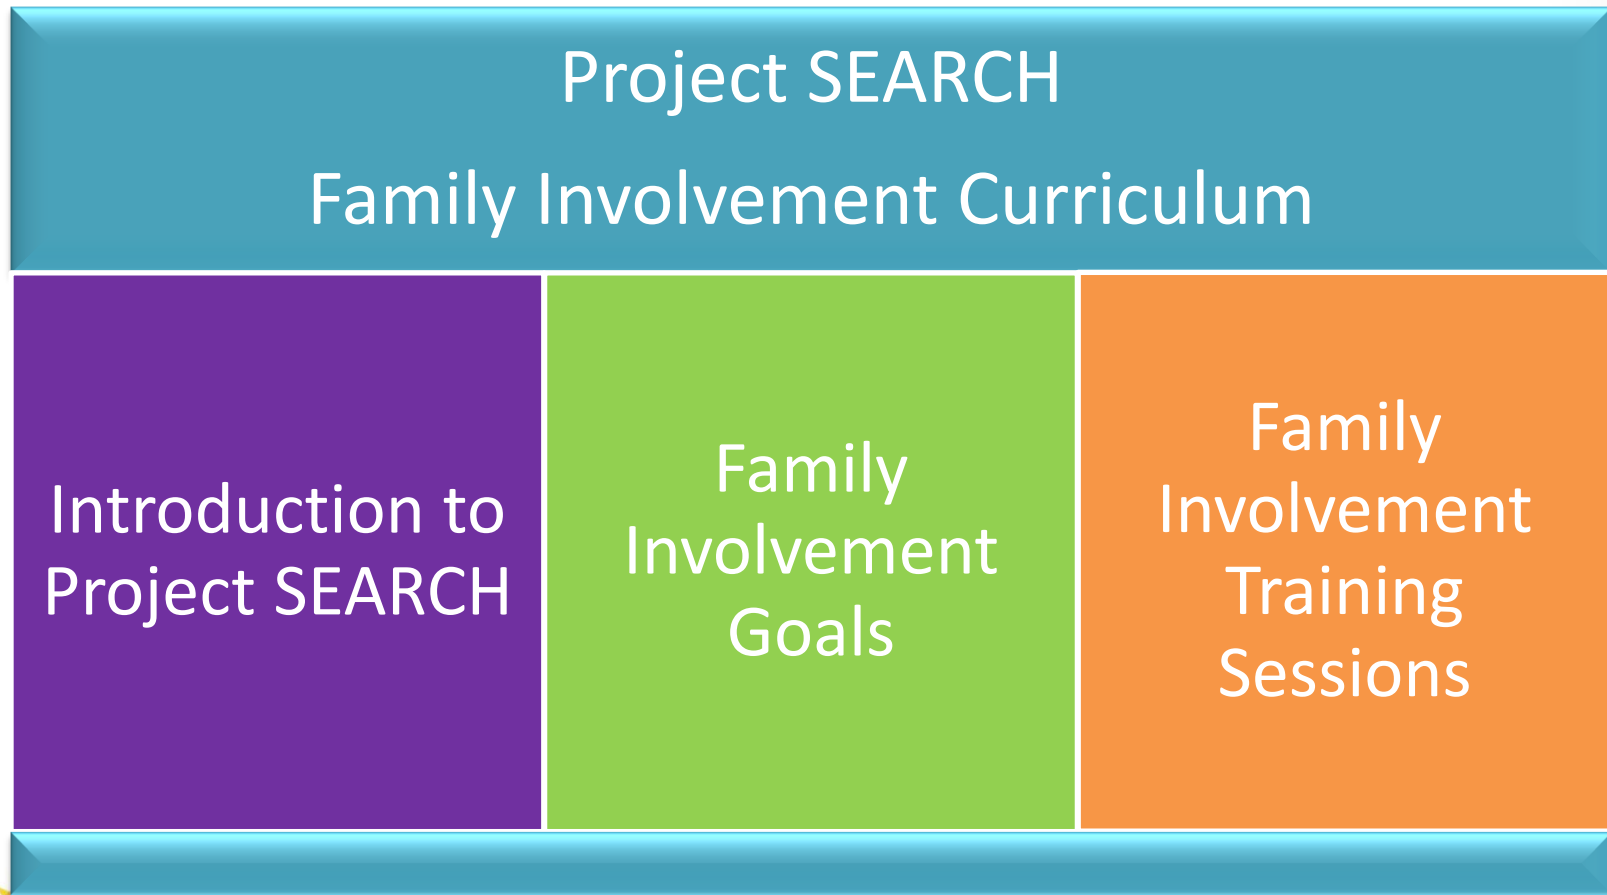 Project SEARCH
Family Involvement Curriculum
Introduction to
Project SEARCH
Family
Involvement
Goals
Family
Involvement
Training
Sessions